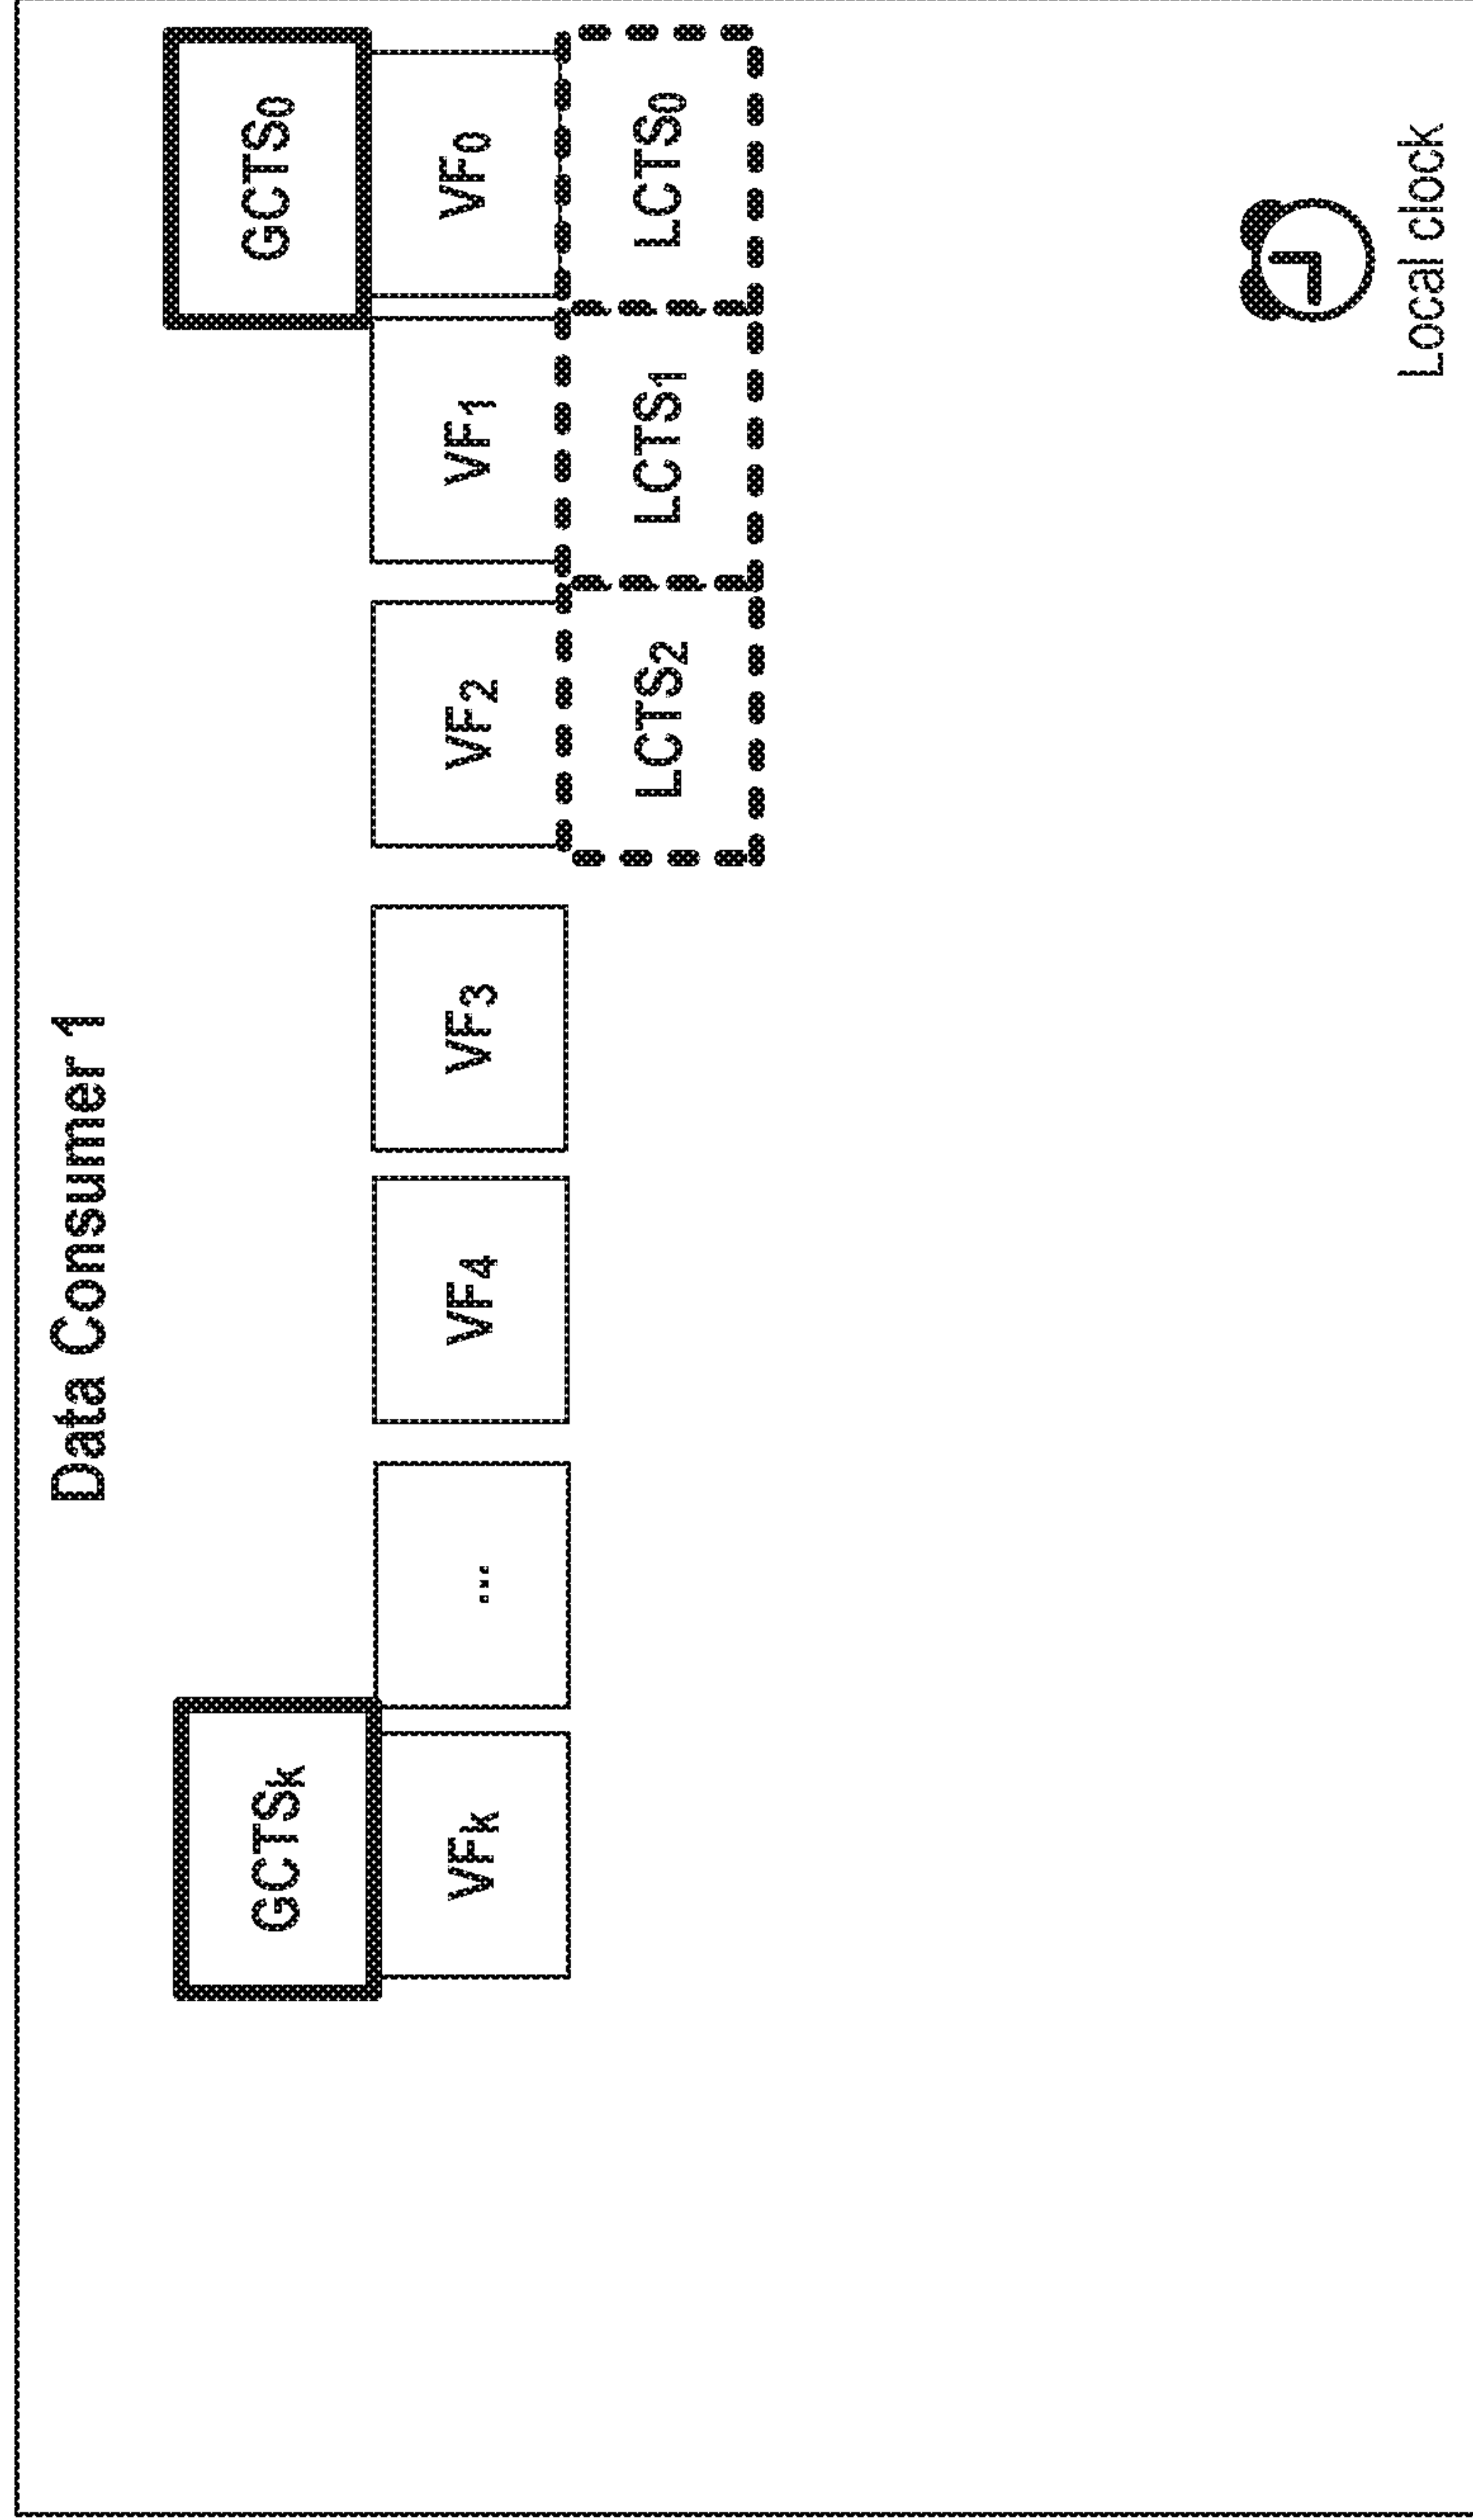 Data Consumer 1
GCTSk GCTS0
VFk ... VF4 VF3 VF2 VF1 VF0
LCTS2 LCTS1 LCTS0
Local clock